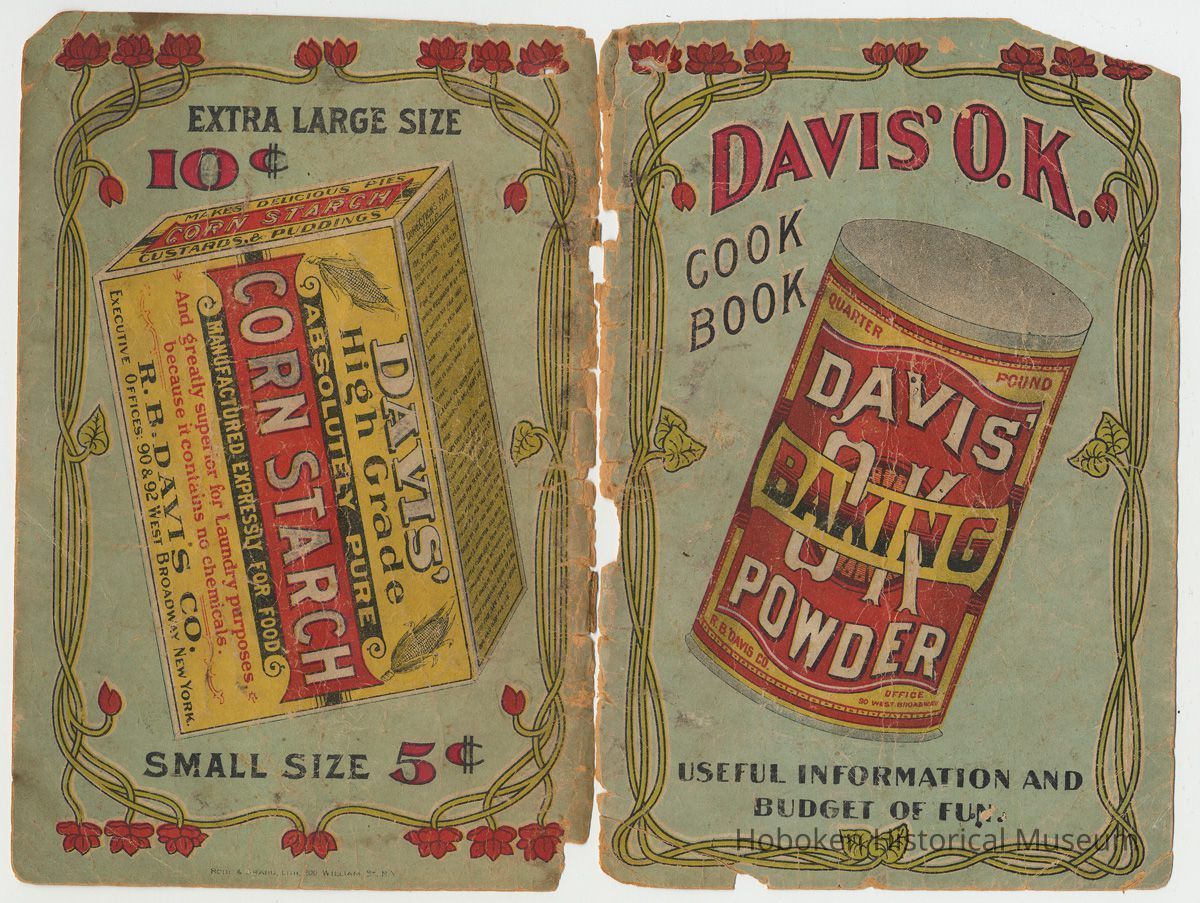 EXTRA LARGE SIZE
10¢
MAKES DELICIOUS PIES
CORN STARCH
CUSTARDS & PUDDINGS
DAVIS'
High Grade
ABSOLUTELY PURE
CORN STARCH
MANUFACTURED EXPRESSLY FOR FOOD
And greatly superior for Laundry purposes
because it contains no chemicals.
R. B. DAVIS CO.
EXECUTIVE OFFICES: 90 & 92 WEST BROADWAY NEW YORK.
SMALL SIZE 5¢
WILLIAM ST. N.Y.
DAVIS' O.K.
COOK
BOOK
QUARTER POUND
DAVIS'
O.K.
BAKING
POWDER
R. B. DAVIS CO.
OFFICE
90 WEST BROADWAY
USEFUL INFORMATION AND
BUDGET OF FUN.
Hoboken Historical Museum